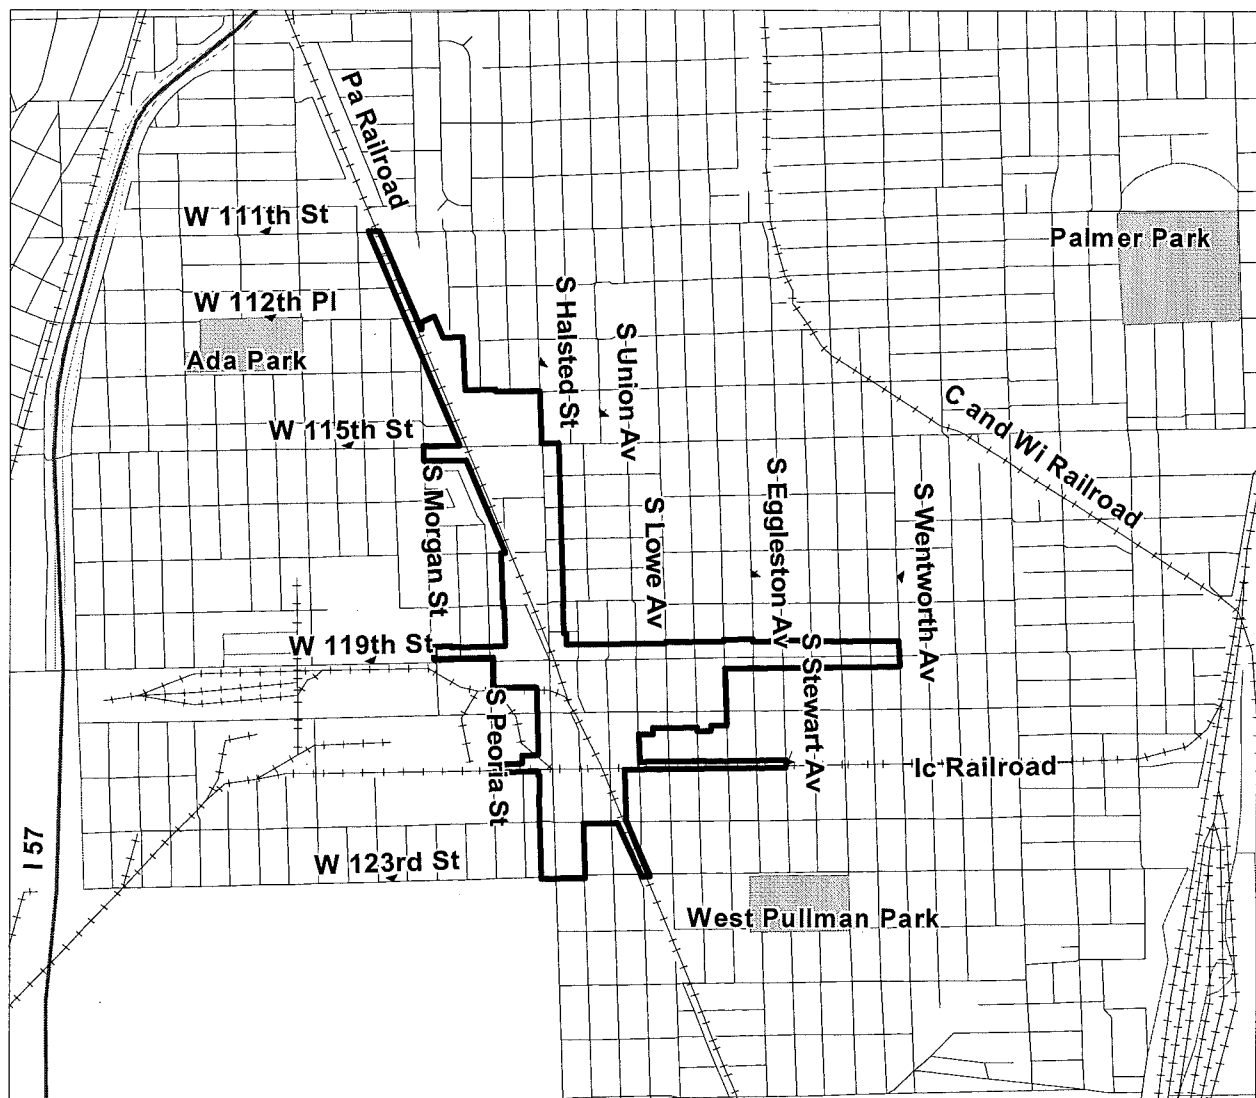 Pa Railroad
W 111th St
Palmer Park
W 112th Pl
Ada Park
S Halsted St
S Union Av
C and Wi Railroad
W 115th St
S Morgan St
S Lowe Av
S Eggleston Av
S Wentworth Av
W 119th St
S Stewart Av
S Peoria St
Ic Railroad
I 57
W 123rd St
West Pullman Park